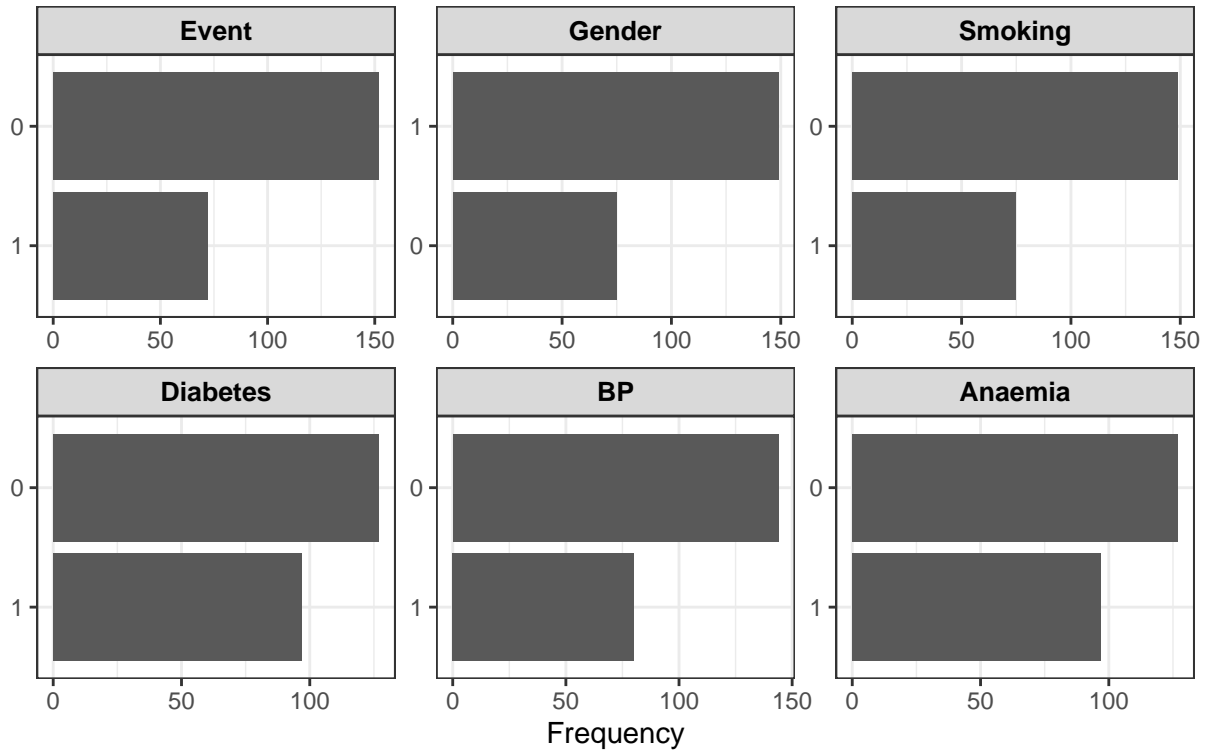 Event Gender Smoking
0 1 0
1 0 1
0 50 100 150 0 50 100 150 0 50 100 150
Diabetes BP Anaemia
0 0 0
1 1 1
0 50 100 0 50 100 150 0 50 100
Frequency